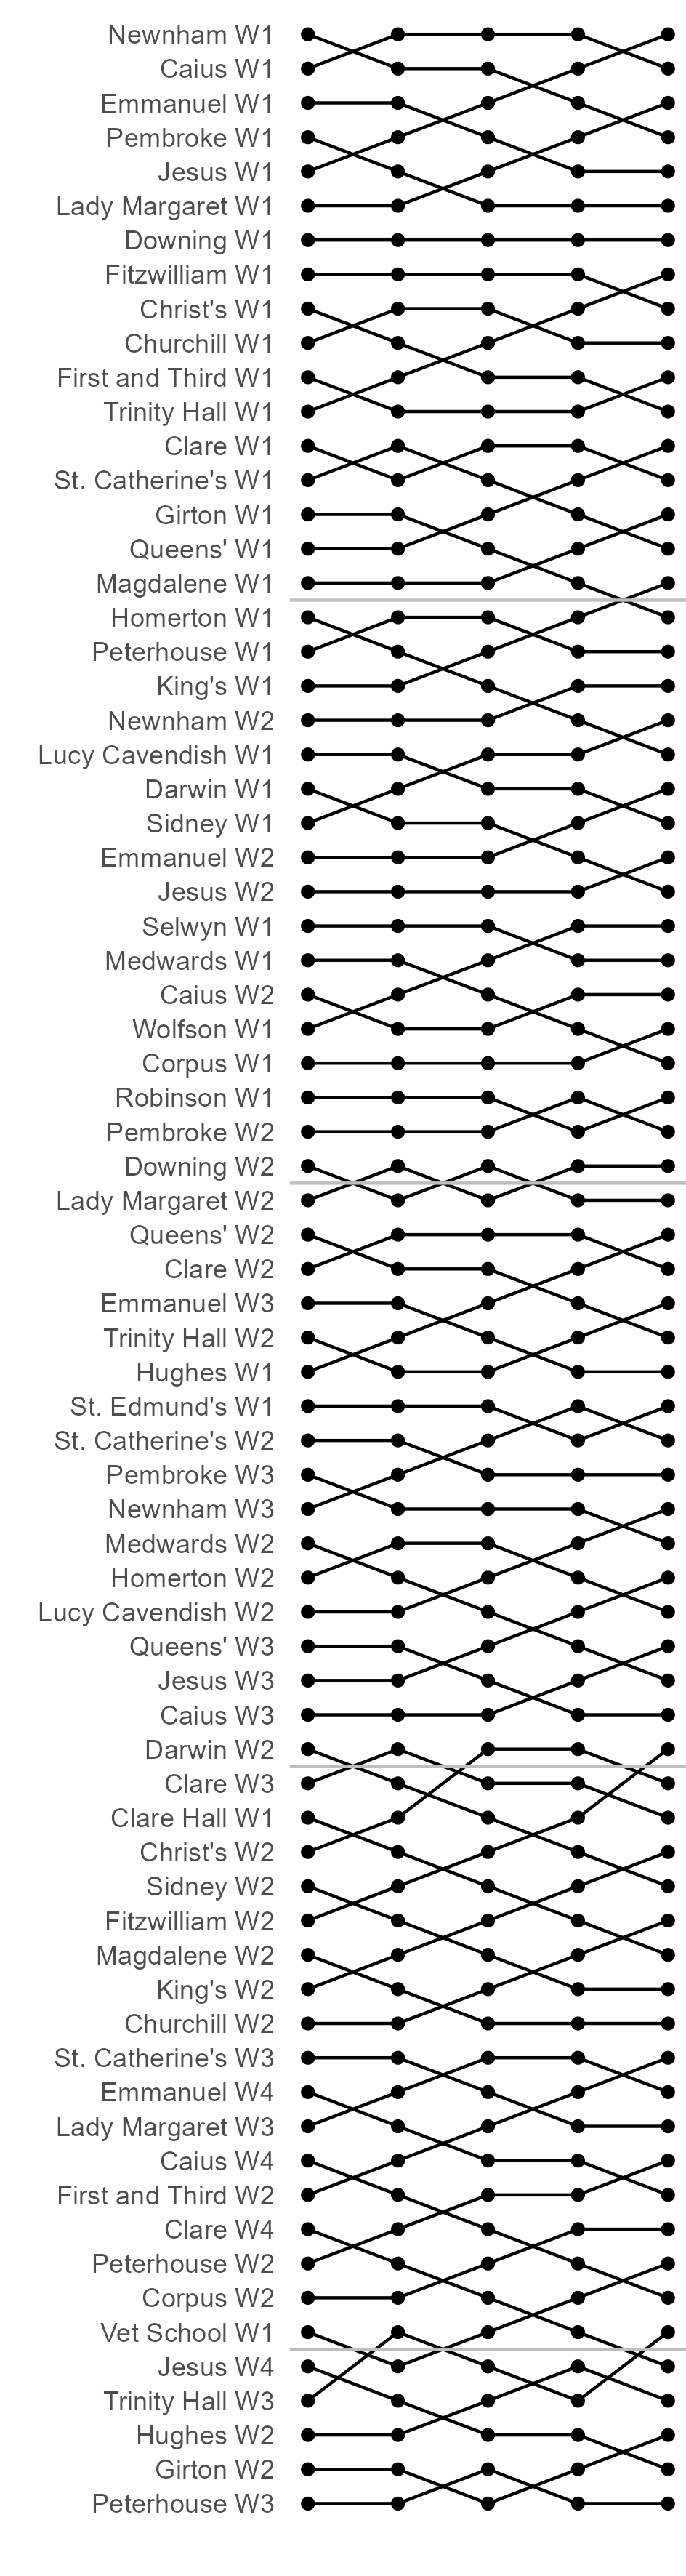 Newnham W1
Caius W1
Emmanuel W1
Pembroke W1
Jesus W1
Lady Margaret W1
Downing W1
Fitzwilliam W1
Christ's W1
Churchill W1
First and Third W1
Trinity Hall W1
Clare W1
St. Catherine's W1
Girton W1
Queens' W1
Magdalene W1
Homerton W1
Peterhouse W1
King's W1
Newnham W2
Lucy Cavendish W1
Darwin W1
Sidney W1
Emmanuel W2
Jesus W2
Selwyn W1
Medwards W1
Caius W2
Wolfson W1
Corpus W1
Robinson W1
Pembroke W2
Downing W2
Lady Margaret W2
Queens' W2
Clare W2
Emmanuel W3
Trinity Hall W2
Hughes W1
St. Edmund's W1
St. Catherine's W2
Pembroke W3
Newnham W3
Medwards W2
Homerton W2
Lucy Cavendish W2
Queens' W3
Jesus W3
Caius W3
Darwin W2
Clare W3
Clare Hall W1
Christ's W2
Sidney W2
Fitzwilliam W2
Magdalene W2
King's W2
Churchill W2
St. Catherine's W3
Emmanuel W4
Lady Margaret W3
Caius W4
First and Third W2
Clare W4
Peterhouse W2
Corpus W2
Vet School W1
Jesus W4
Trinity Hall W3
Hughes W2
Girton W2
Peterhouse W3